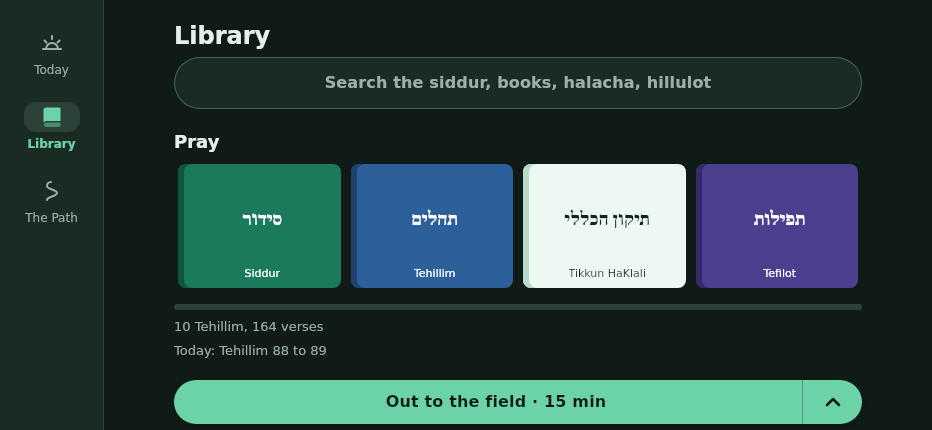 Today
Library
The Path
Library
Search the siddur, books, halacha, hillulot
Pray
סידור
Siddur
תהלים
Tehillim
תיקון הכללי
Tikkun HaKlali
תפילות
Tefilot
10 Tehillim, 164 verses
Today: Tehillim 88 to 89
Out to the field · 15 min